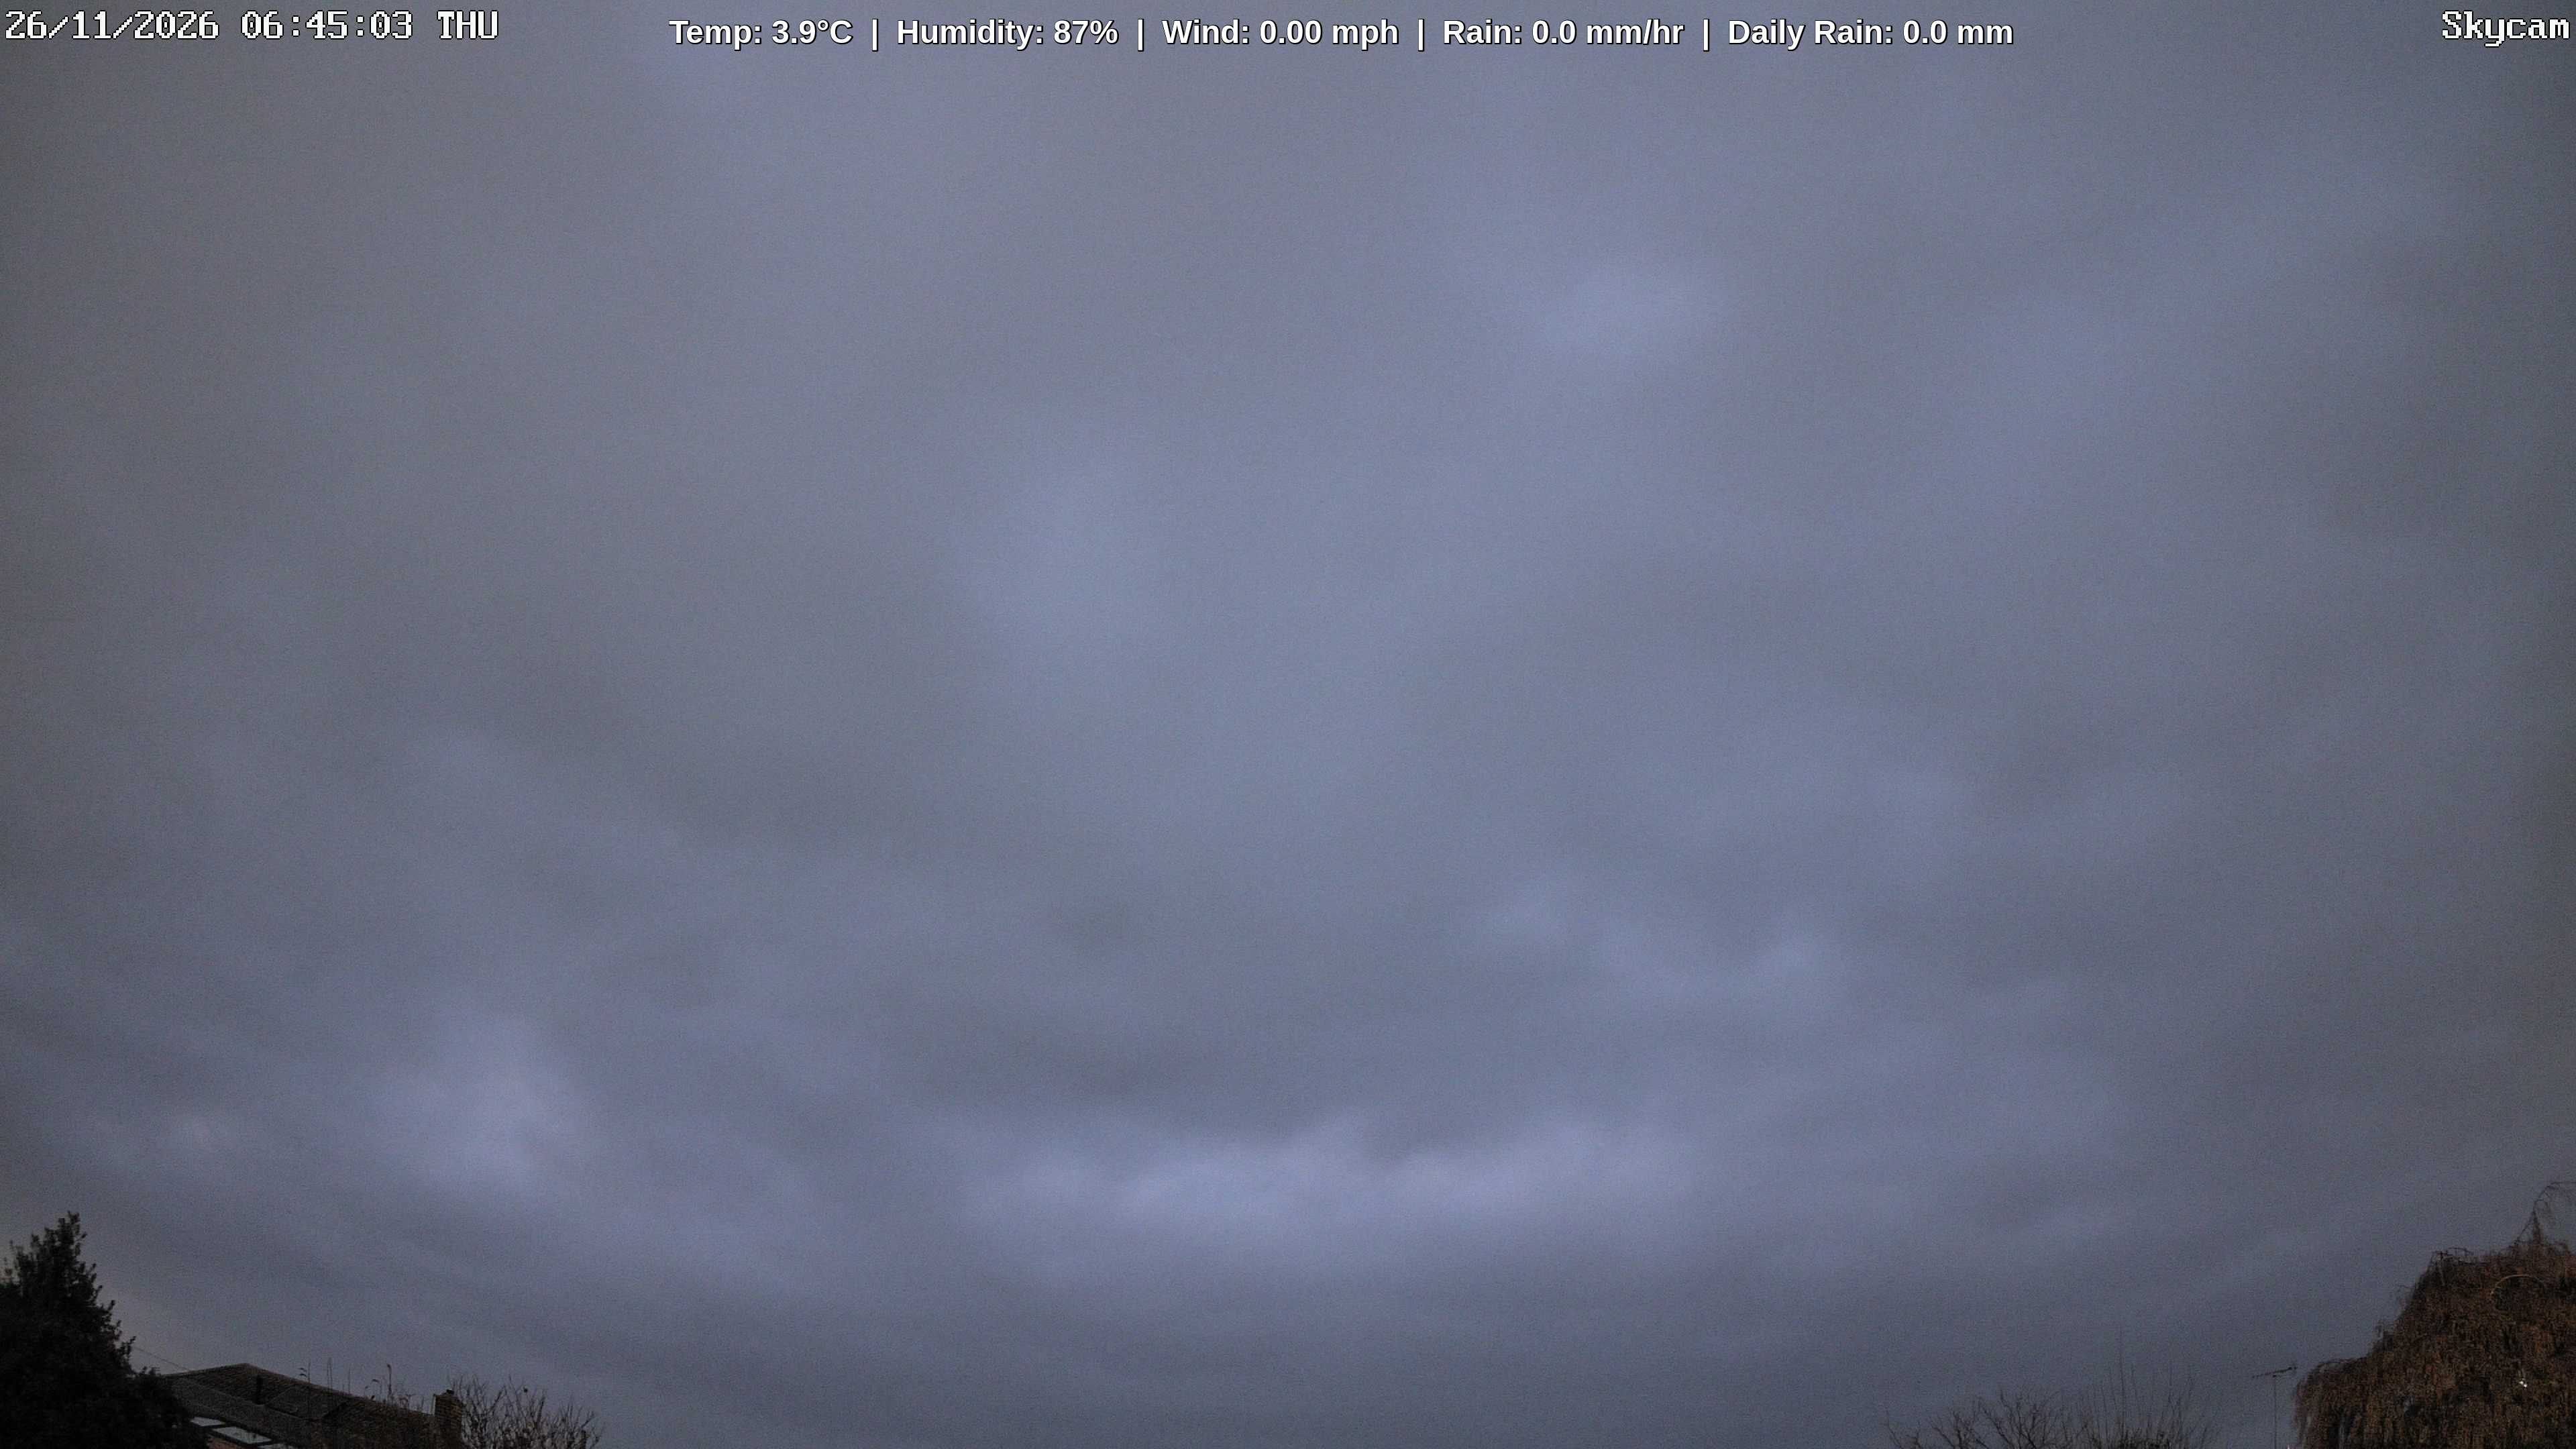 26/11/2026 06:45:03 THU
Temp: 3.9°C | Humidity: 87% | Wind: 0.00 mph | Rain: 0.0 mm/hr | Daily Rain: 0.0 mm
Skycam